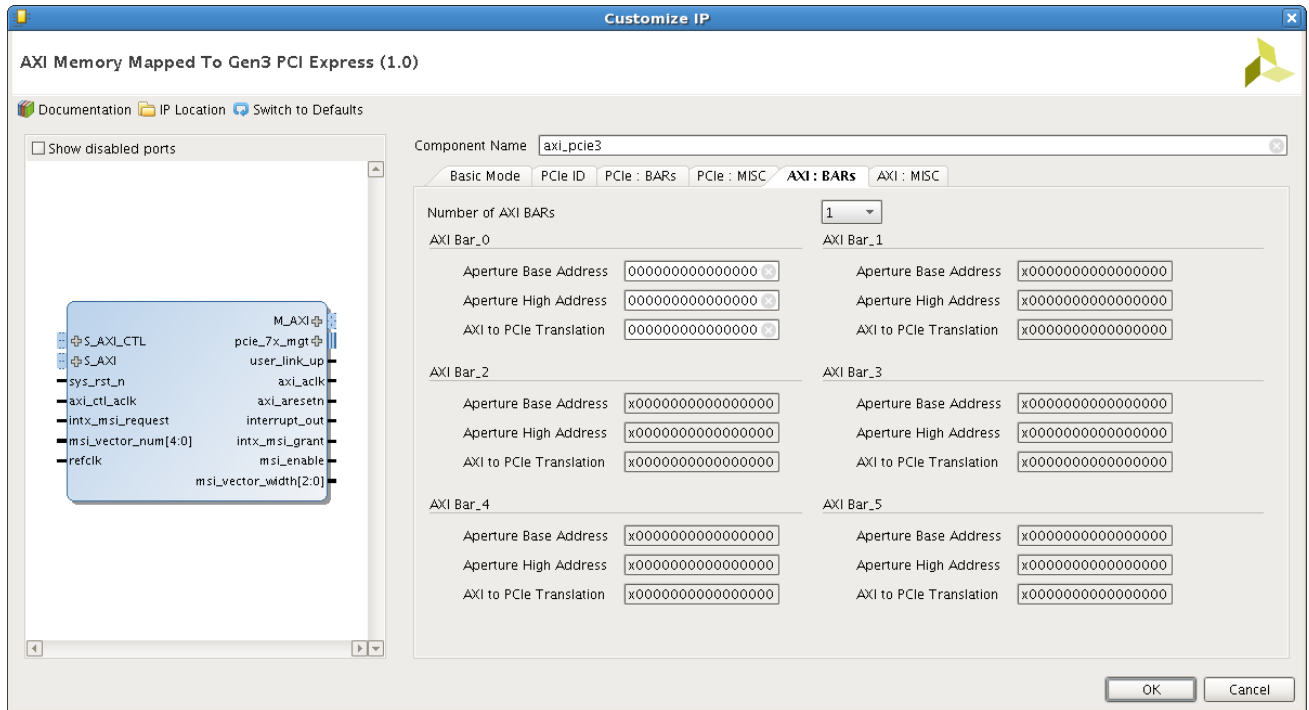 Customize IP
AXI Memory Mapped To Gen3 PCI Express (1.0)
Documentation IP Location Switch to Defaults
Show disabled ports
M_AXI
S_AXI_CTL pcie_7x_mgt
S_AXI user_link_up
sys_rst_n axi_aclk
axi_ctl_aclk axi_aresetn
intx_msi_request interrupt_out
msi_vector_num[4:0] intx_msi_grant
refclk msi_enable
msi_vector_width[2:0]
Component Name axi_pcie3
Basic Mode PCIe ID PCIe : BARs PCIe : MISC AXI : BARs AXI : MISC
Number of AXI BARs 1
AXI Bar_0 AXI Bar_1
Aperture Base Address 000000000000000 Aperture Base Address x0000000000000000
Aperture High Address 000000000000000 Aperture High Address x0000000000000000
AXI to PCIe Translation 000000000000000 AXI to PCIe Translation x0000000000000000
AXI Bar_2 AXI Bar_3
Aperture Base Address x0000000000000000 Aperture Base Address x0000000000000000
Aperture High Address x0000000000000000 Aperture High Address x0000000000000000
AXI to PCIe Translation x0000000000000000 AXI to PCIe Translation x0000000000000000
AXI Bar_4 AXI Bar_5
Aperture Base Address x0000000000000000 Aperture Base Address x0000000000000000
Aperture High Address x0000000000000000 Aperture High Address x0000000000000000
AXI to PCIe Translation x0000000000000000 AXI to PCIe Translation x0000000000000000
OK Cancel